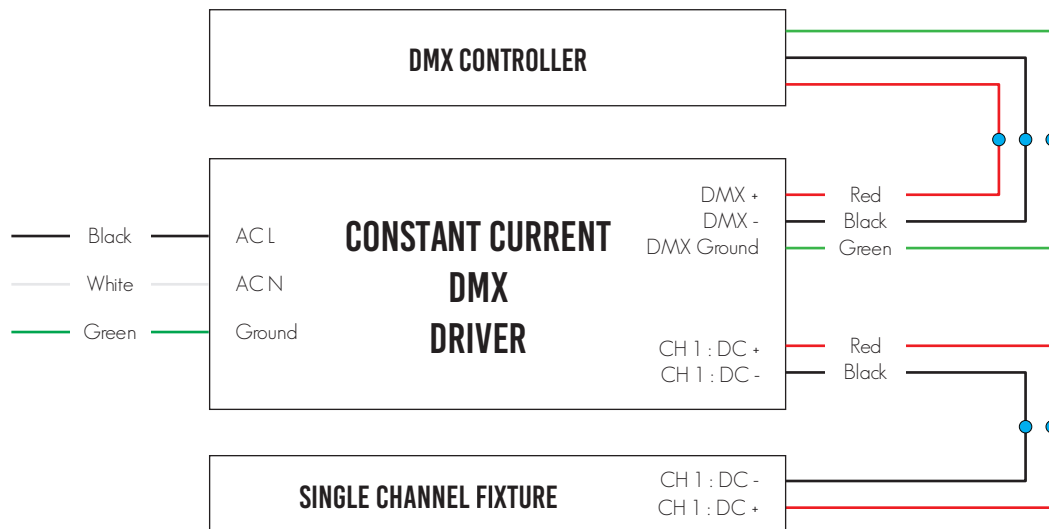 DMX CONTROLLER
DMX +
Red
DMX -
Black
DMX Ground
Green
Black
AC L
White
AC N
Green
Ground
CONSTANT CURRENT
DMX
DRIVER
CH 1 : DC +
Red
CH 1 : DC -
Black
SINGLE CHANNEL FIXTURE
CH 1 : DC -
CH 1 : DC +